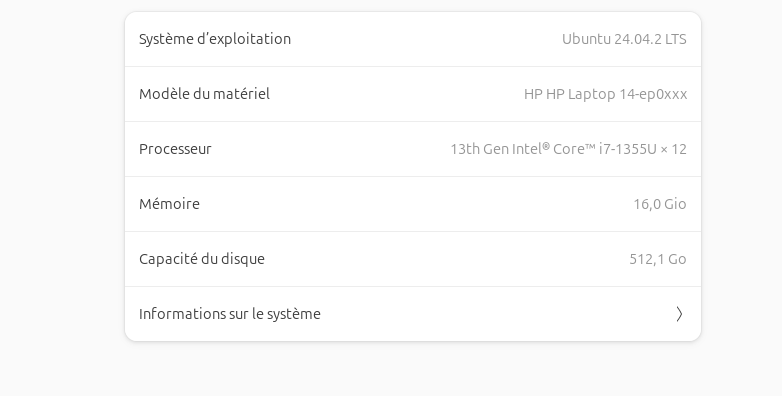 Système d’exploitation Ubuntu 24.04.2 LTS
Modèle du matériel HP HP Laptop 14-ep0xxx
Processeur 13th Gen Intel® Core™ i7-1355U × 12
Mémoire 16,0 Gio
Capacité du disque 512,1 Go
Informations sur le système